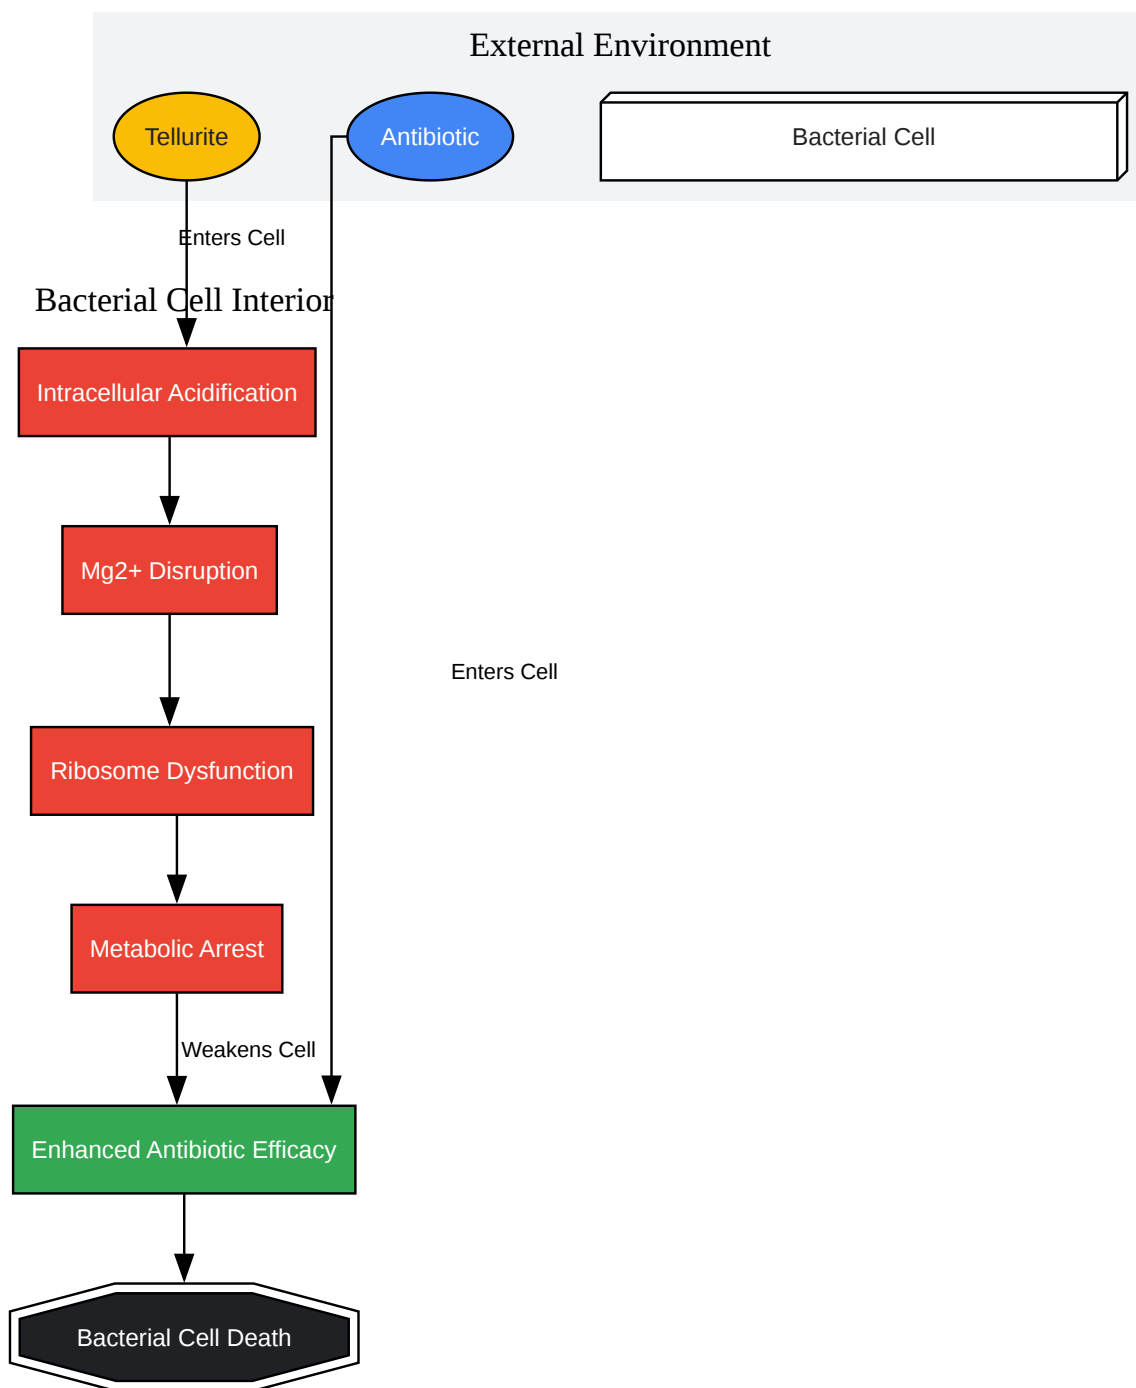 External Environment
Tellurite
Antibiotic
Bacterial Cell
Enters Cell
Bacterial Cell Interior
Intracellular Acidification
Mg2+ Disruption
Enters Cell
Ribosome Dysfunction
Metabolic Arrest
Weakens Cell
Enhanced Antibiotic Efficacy
Bacterial Cell Death